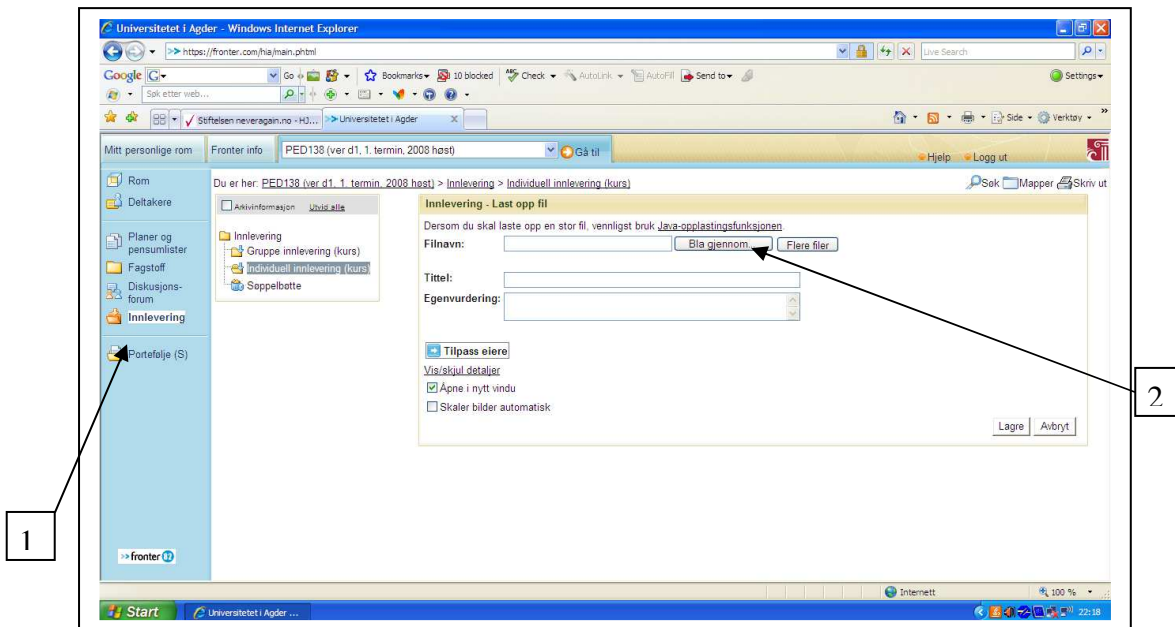 Universitetet i Agder - Windows Internet Explorer
https://fronter.com/hia/main.phtml
Live Search
Google G Go Bookmarks 10 blocked Check AutoLink AutoFill Send to Settings
Søk etter web...
Stiftelsen neveragain.no - HJ... Universitetet i Agder X Side Verktøy
Mitt personlige rom Fronter info PED138 (ver d1, 1. termin, 2008 høst) Gå til Hjelp Logg ut
Rom
Deltakere
Planer og
pensumlister
Fagstoff
Diskusjons-
forum
Innlevering
Portefølje (S)
>> fronter
Du er her: PED138 (ver d1. 1. termin. 2008 høst) > Innlevering > Individuell innlevering (kurs)
Søk Mapper Skriv ut
Arkivinformasjon Utvid alle
Innlevering
Gruppe innlevering (kurs)
Individuell innlevering (kurs)
Søppelbøtte
Innlevering - Last opp fil
Dersom du skal laste opp en stor fil, vennligst bruk Java-opplastingsfunksjonen.
Filnavn: Bla gjennom... Flere filer
Tittel:
Egenvurdering:
Tilpass eiere
Vis/skjul detaljer
Åpne i nytt vindu
Skaler bilder automatisk
Lagre Avbryt
1
2
Internett 100 %
Start Universitetet i Agder ... 22:18